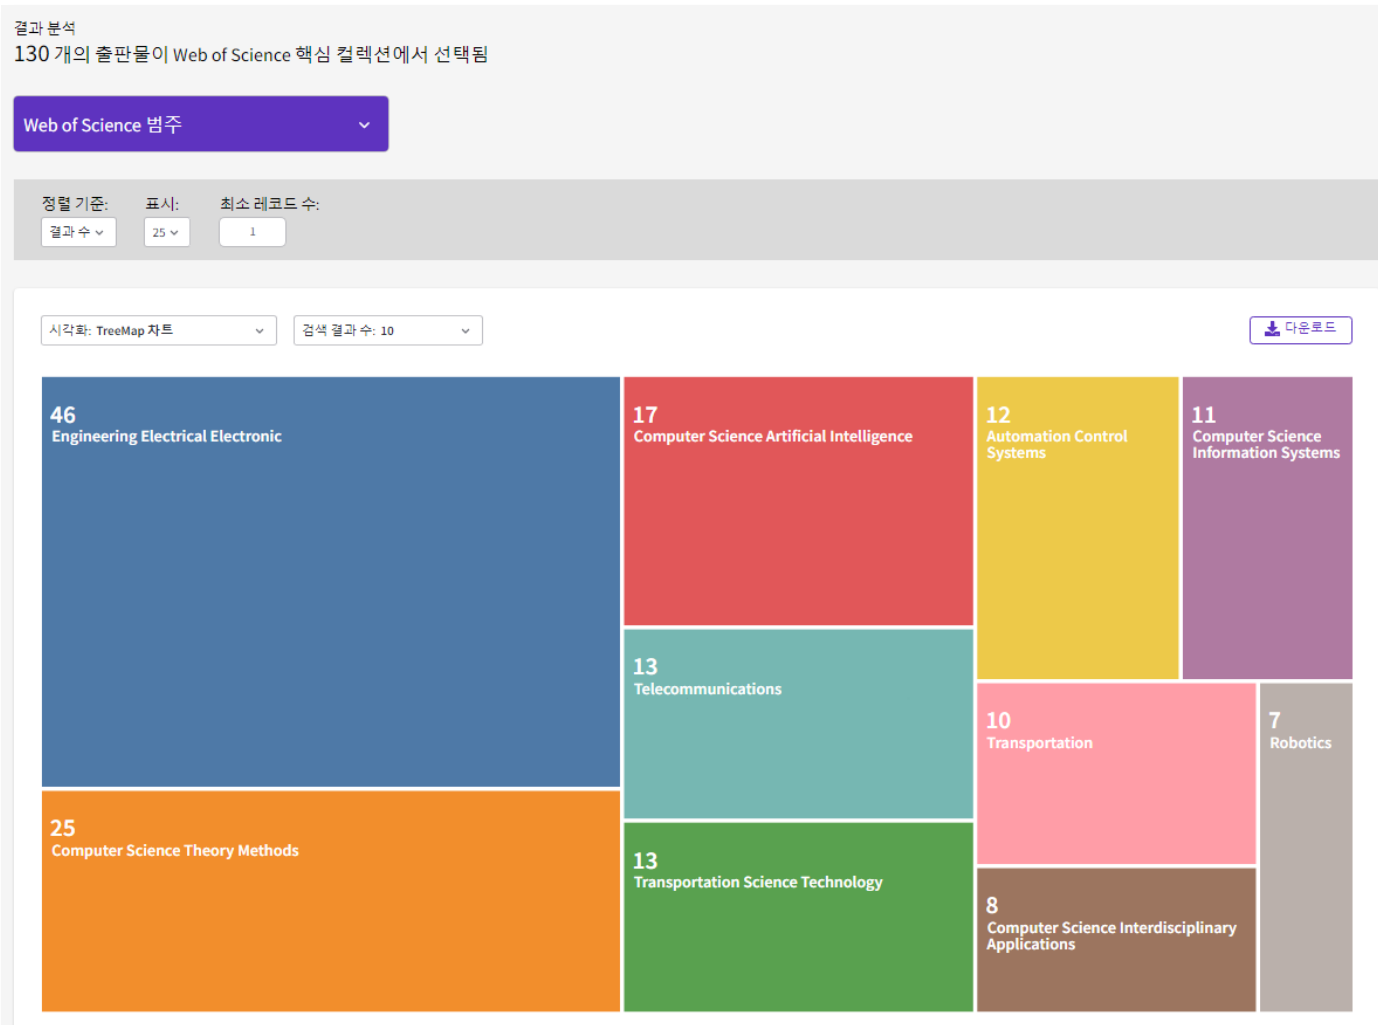 결과 분석
130 개의 출판물이 Web of Science 핵심 컬렉션에서 선택됨
Web of Science 범주
정렬 기준: 표시: 최소 레코드 수:
결과 수 25 1
시각화: TreeMap 차트 검색 결과 수: 10 다운로드
46
Engineering Electrical Electronic
17
Computer Science Artificial Intelligence
12
Automation Control
Systems
11
Computer Science
Information Systems
13
Telecommunications
10
Transportation
7
Robotics
25
Computer Science Theory Methods
13
Transportation Science Technology
8
Computer Science Interdisciplinary
Applications